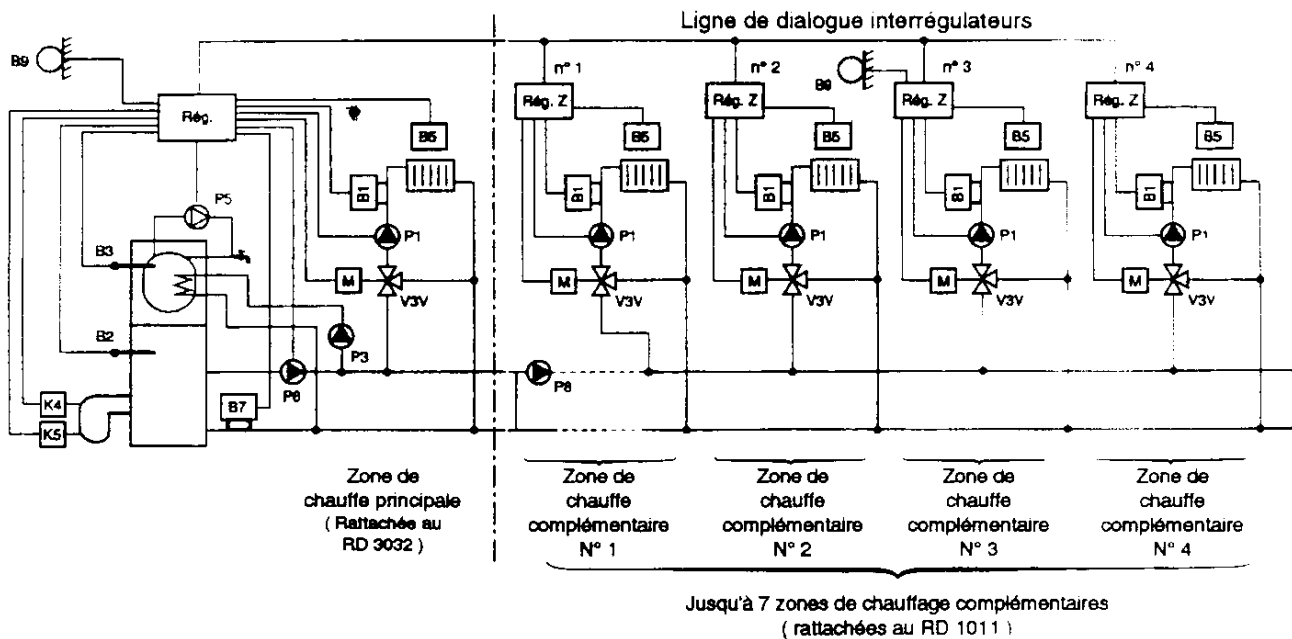 Ligne de dialogue interrégulateurs
B9
n° 1
n° 2
B9
n° 3
n° 4
Rég.
Rég. Z
Rég. Z
Rég. Z
Rég. Z
B5
B5
B5
B5
B5
B1
B1
B1
B1
B1
P5
P1
P1
P1
P1
P1
B3
M
V3V
M
V3V
M
V3V
M
V3V
M
V3V
B2
P3
P6
P8
K4
K5
B7
Zone de
chauffe principale
( Rattachée au
RD 3032 )
Zone de
chauffe
complémentaire
N° 1
Zone de
chauffe
complémentaire
N° 2
Zone de
chauffe
complémentaire
N° 3
Zone de
chauffe
complémentaire
N° 4
Jusqu'à 7 zones de chauffage complémentaires
( rattachées au RD 1011 )